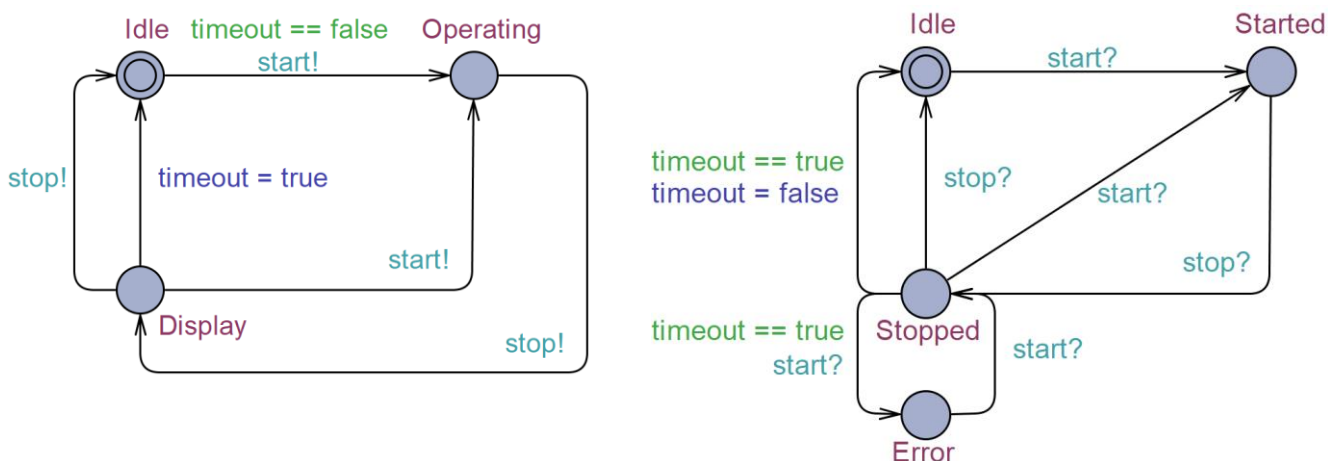 Idle
timeout == false
Operating
start!
stop!
timeout = true
start!
Display
stop!
Idle
Started
start?
timeout == true
timeout = false
stop?
start?
stop?
Stopped
timeout == true
start?
start?
Error